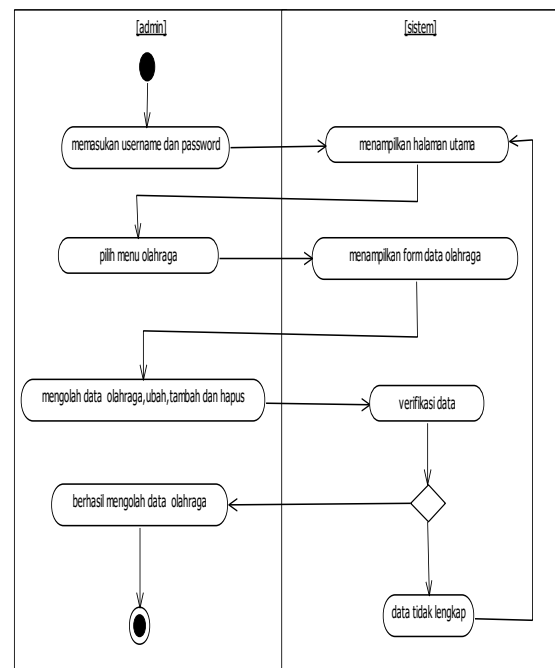 [admin]
[sistem]
memasukan username dan password
menampilkan halaman utama
pilih menu olahraga
menampilkan form data olahraga
mengolah data olahraga,ubah,tambah dan hapus
verifikasi data
berhasil mengolah data olahraga
data tidak lengkap